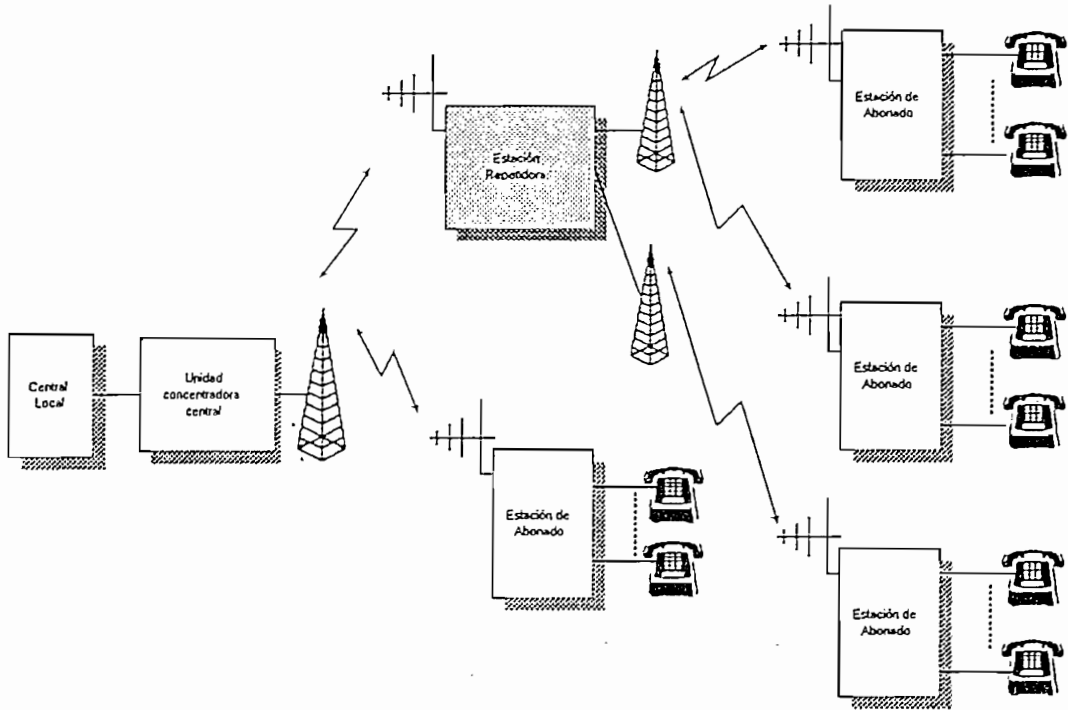 Estación de
Abonado
Estación
Repetidora
Estación de
Abonado
Central
Local
Unidad
concentradora
central
Estación de
Abonado
Estación de
Abonado